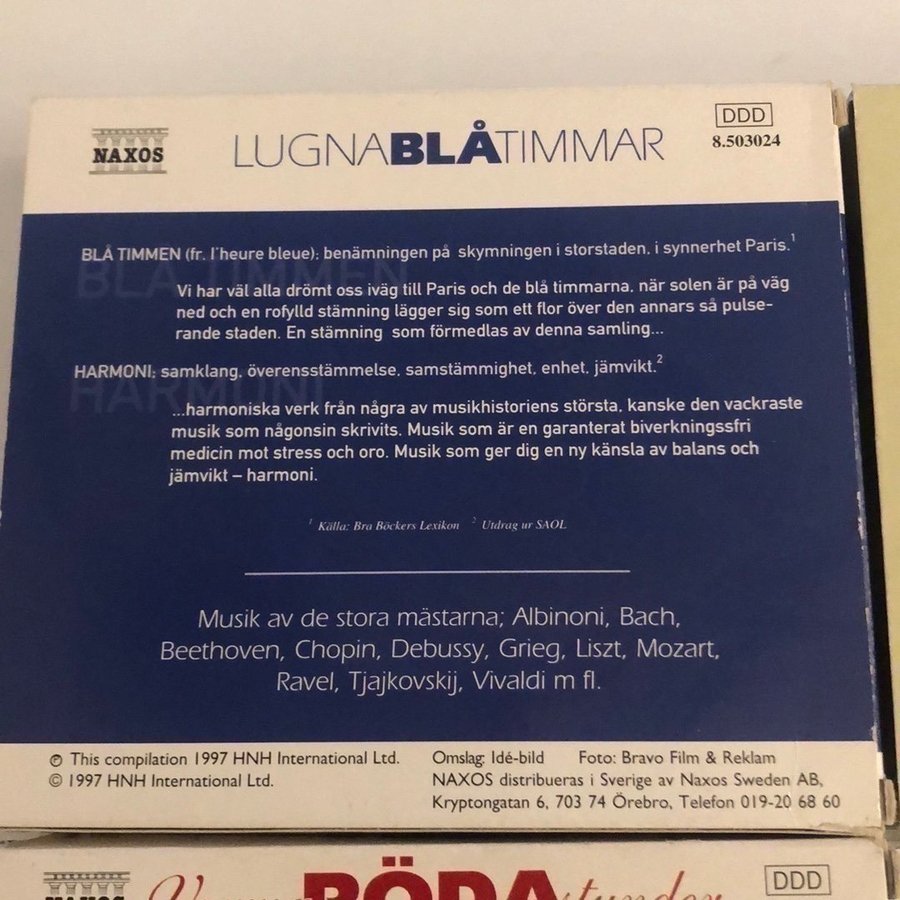 NAXOS
LUGNABLÅTIMMAR
DDD
8.503024
BLÅ TIMMEN (fr. l'heure bleue); benämningen på skymningen i storstaden, i synnerhet Paris.1
BLÅ TIMMEN
Vi har väl alla drömt oss iväg till Paris och de blå timmarna, när solen är på väg
ned och en rofylld stämning lägger sig som ett flor över den annars så pulse-
rande staden. En stämning som förmedlas av denna samling...
HARMONI; samklang, överensstämmelse, samstämmighet, enhet, jämvikt.2
HARMONI
...harmoniska verk från några av musikhistoriens största, kanske den vackraste
musik som någonsin skrivits. Musik som är en garanterat biverkningssfri
medicin mot stress och oro. Musik som ger dig en ny känsla av balans och
jämvikt – harmoni.
1 Källa: Bra Böckers Lexikon 2 Utdrag ur SAOL
Musik av de stora mästarna; Albinoni, Bach,
Beethoven, Chopin, Debussy, Grieg, Liszt, Mozart,
Ravel, Tjajkovskij, Vivaldi m fl.
℗ This compilation 1997 HNH International Ltd.
© 1997 HNH International Ltd.
Omslag: Idé-bild Foto: Bravo Film & Reklam
NAXOS distribueras i Sverige av Naxos Sweden AB,
Kryptongatan 6, 703 74 Örebro, Telefon 019-20 68 60
NAXOS
RÖDA stunder
DDD